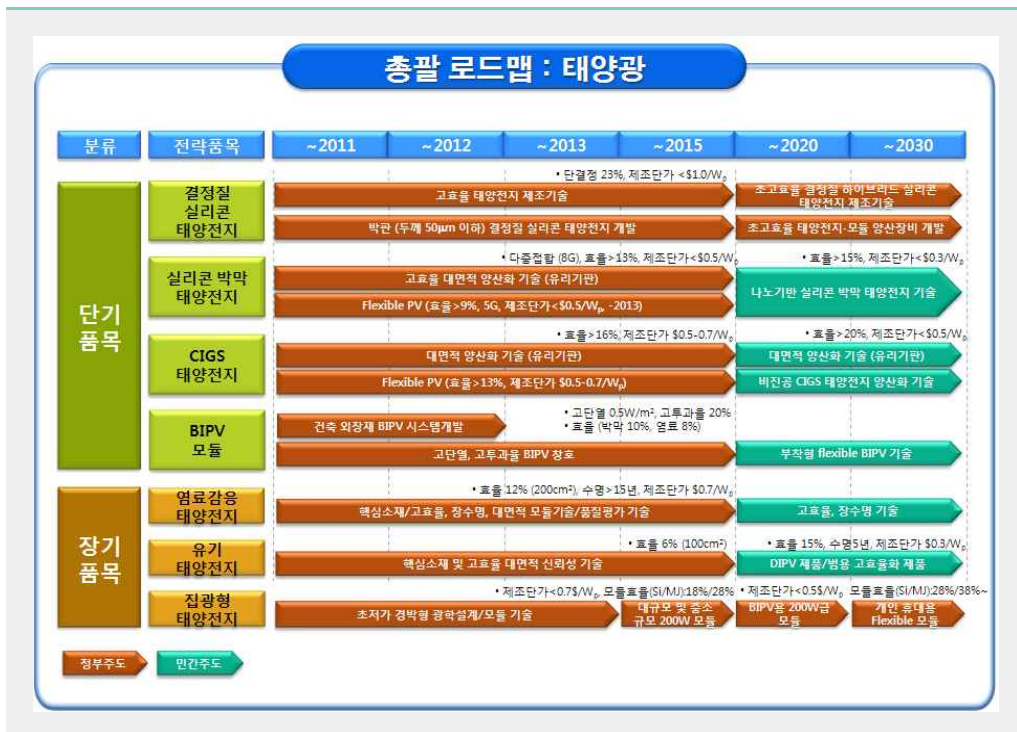 총괄 로드맵 : 태양광
분류
전략품목
~2011
~2012
~2013
~2015
~2020
~2030
단기
품목
결정질
실리콘
태양전지
• 단결정 23%, 제조단가 <$1.0/Wp
고효율 태양전지 제조기술
초고효율 결정질 하이브리드 실리콘
태양전지 제조기술
박판 (두께 50μm 이하) 결정질 실리콘 태양전지 개발
초고효율 태양전지·모듈 양산장비 개발
실리콘 박막
태양전지
• 다중접합 (8G), 효율>13%, 제조단가<$0.5/Wp
• 효율>15%, 제조단가<$0.3/Wp
고효율 대면적 양산화 기술 (유리기판)
나노기반 실리콘 박막 태양전지 기술
Flexible PV (효율>9%, 5G, 제조단가<$0.5/Wp, -2013)
CIGS
태양전지
• 효율>16%, 제조단가 $0.5-0.7/Wp
• 효율>20%, 제조단가<$0.5/Wp
대면적 양산화 기술 (유리기판)
대면적 양산화 기술 (유리기판)
Flexible PV (효율>13%, 제조단가 $0.5-0.7/Wp)
비진공 CIGS 태양전지 양산화 기술
BIPV
모듈
건축 외장재 BIPV 시스템개발
• 고단열 0.5W/m², 고투과율 20%
• 효율 (박막 10%, 염료 8%)
고단열, 고투과율 BIPV 창호
부착형 flexible BIPV 기술
장기
품목
염료감응
태양전지
• 효율 12% (200cm²), 수명>15년, 제조단가 $0.7/Wp
핵심소재/고효율, 장수명, 대면적 모듈기술/품질평가 기술
고효율, 장수명 기술
유기
태양전지
• 효율 6% (100cm²)
• 효율 15%, 수명5년, 제조단가 $0.3/Wp
핵심소재 및 고효율 대면적 신뢰성 기술
DIPV 제품/범용 고효율화 제품
집광형
태양전지
• 제조단가<0.7$/Wp, 모듈효율(Si/MJ):18%/28%
• 제조단가<0.5$/Wp 모듈효율(Si/MJ):28%/38%~
초저가 경박형 광학설계/모듈 기술
대규모 및 중소
규모 200W 모듈
BIPV용 200W급
모듈
개인 휴대용
Flexible 모듈
정부주도
민간주도